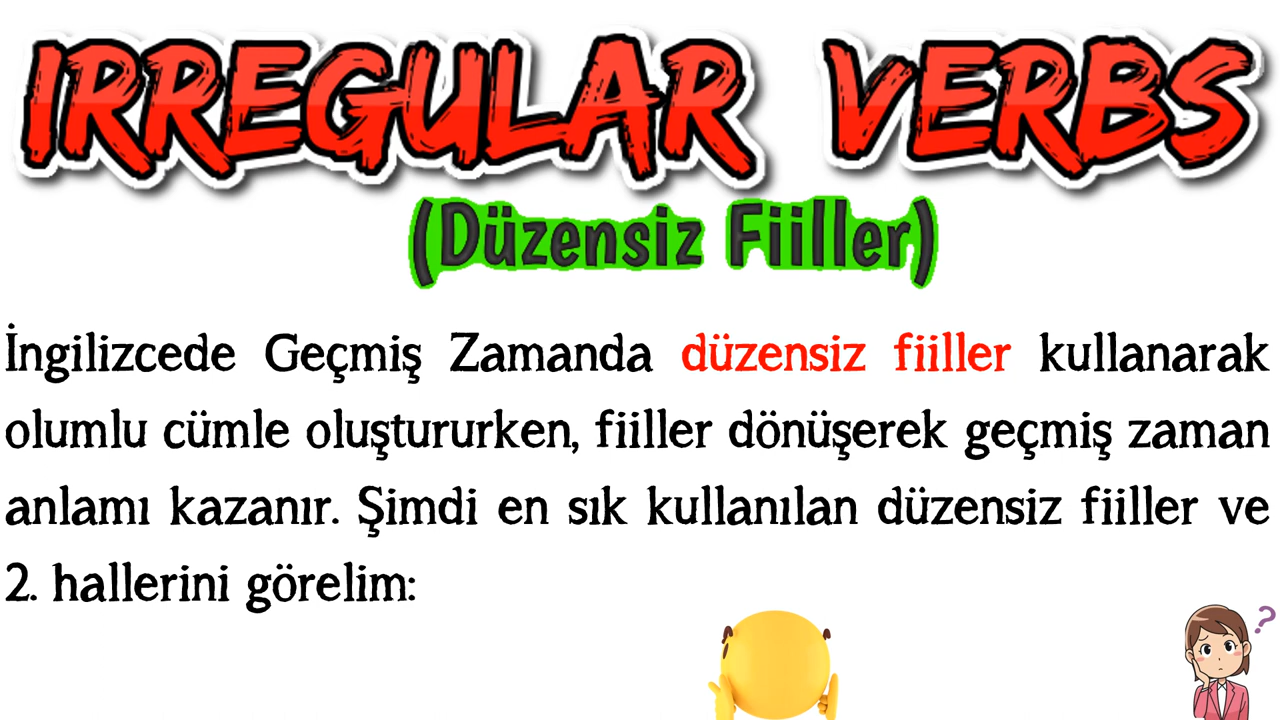 IRREGULAR VERBS
(Düzensiz Fiiller)
İngilizcede Geçmiş Zamanda düzensiz fiiller kullanarak
olumlu cümle oluştururken, fiiller dönüşerek geçmiş zaman
anlamı kazanır. Şimdi en sık kullanılan düzensiz fiiller ve
2. hallerini görelim:
?